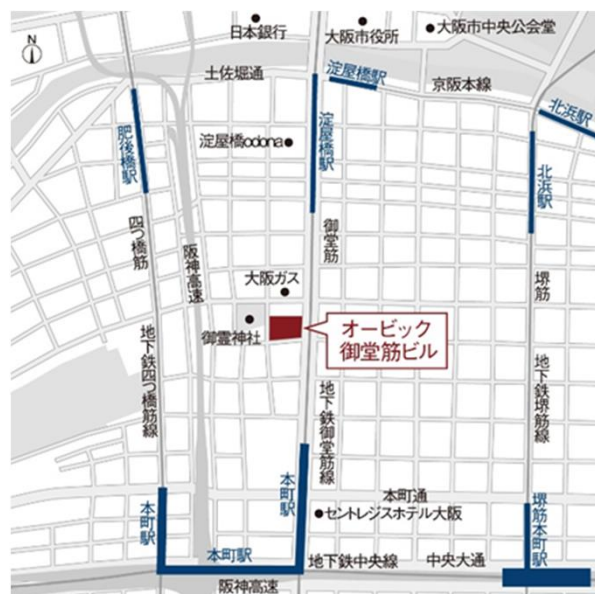 N
日本銀行
大阪市役所
大阪市中央公会堂
土佐堀通
淀屋橋駅
京阪本線
北浜駅
肥後橋駅
淀屋橋odona
淀屋橋駅
北浜駅
四つ橋筋
阪神高速
御堂筋
堺筋
大阪ガス
御霊神社
オービック
御堂筋ビル
地下鉄四つ橋筋線
地下鉄御堂筋線
地下鉄堺筋線
本町駅
本町駅
本町通
セントレジスホテル大阪
堺筋本町駅
本町駅
地下鉄中央線
中央大通
阪神高速